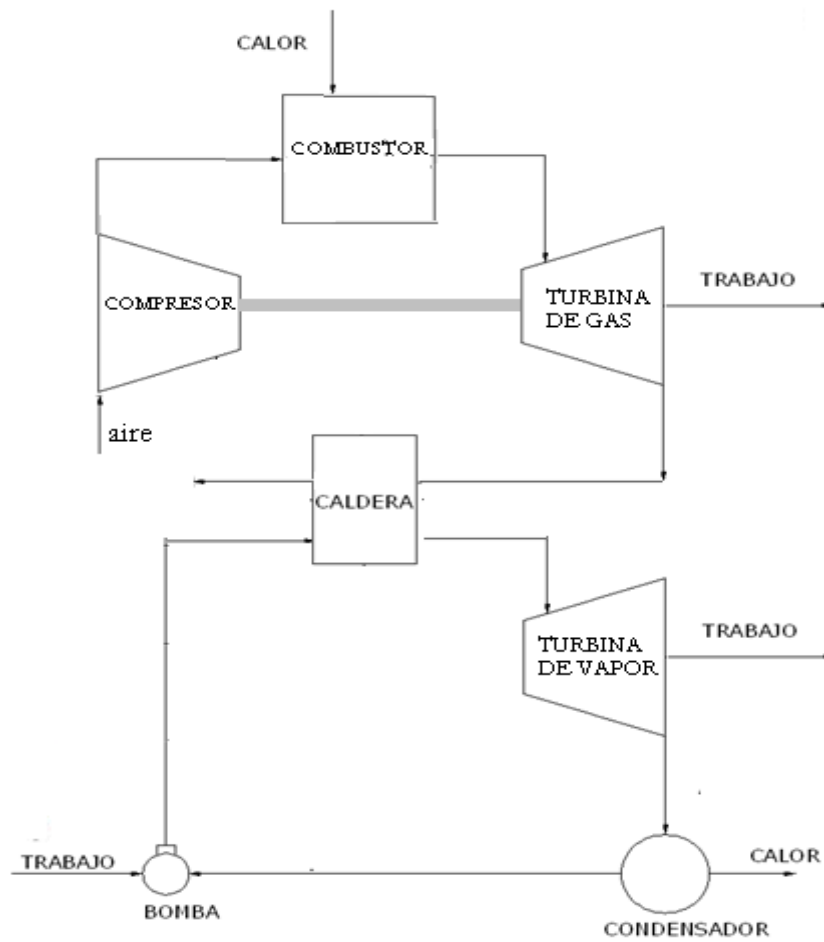 CALOR
COMBUSTOR
COMPRESOR
TURBINA
DE GAS
TRABAJO
aire
CALDERA
TURBINA
DE VAPOR
TRABAJO
TRABAJO
BOMBA
CALOR
CONDENSADOR